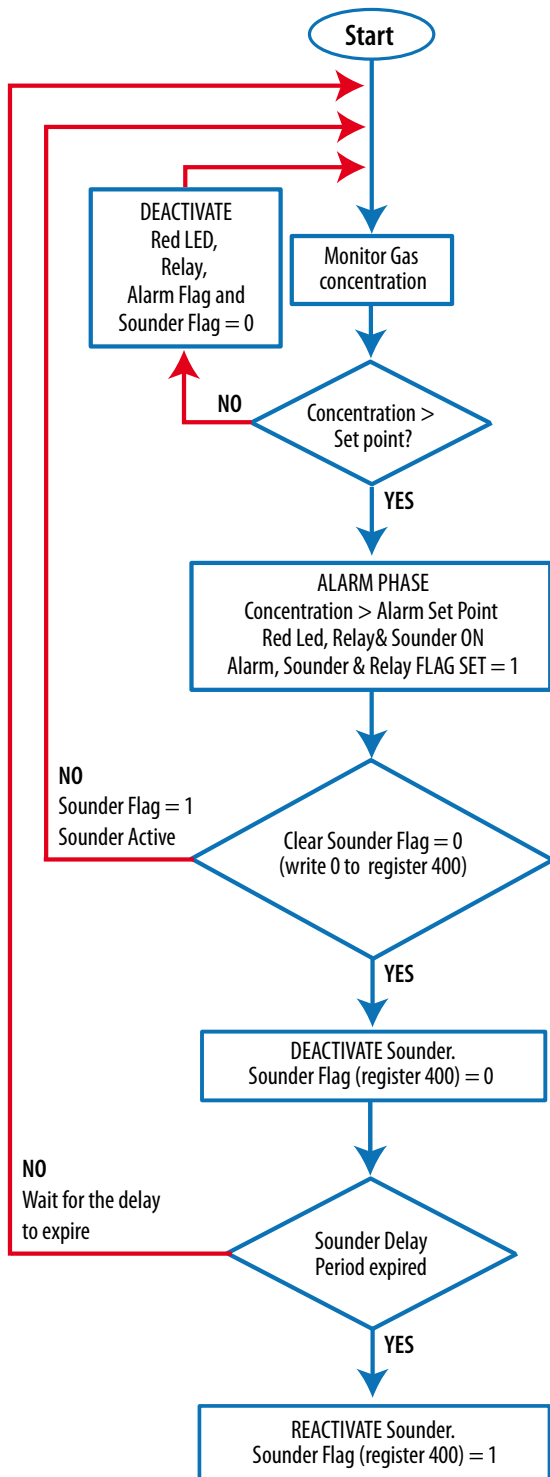 Start
DEACTIVATE
Red LED,
Relay,
Alarm Flag and
Sounder Flag = 0
Monitor Gas
concentration
NO
Concentration >
Set point?
YES
ALARM PHASE
Concentration > Alarm Set Point
Red Led, Relay& Sounder ON
Alarm, Sounder & Relay FLAG SET = 1
NO
Sounder Flag = 1
Sounder Active
Clear Sounder Flag = 0
(write 0 to register 400)
YES
DEACTIVATE Sounder.
Sounder Flag (register 400) = 0
NO
Wait for the delay
to expire
Sounder Delay
Period expired
YES
REACTIVATE Sounder.
Sounder Flag (register 400) = 1